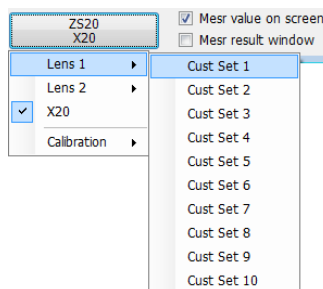 ZS20
X20
Mesr value on screen
Mesr result window
Lens 1
Lens 2
X20
Calibration
Cust Set 1
Cust Set 2
Cust Set 3
Cust Set 4
Cust Set 5
Cust Set 6
Cust Set 7
Cust Set 8
Cust Set 9
Cust Set 10